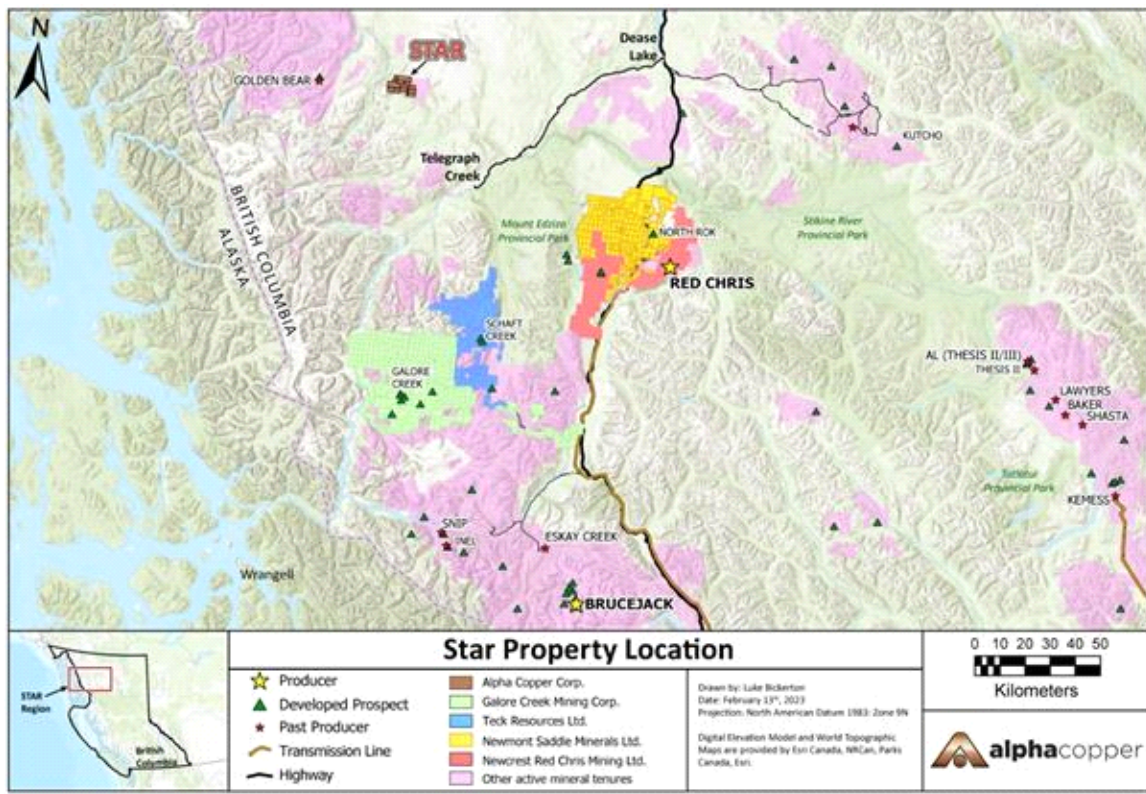 N
STAR
GOLDEN BEAR
Dease
Lake
KUTCHO
Telegraph
Creek
BRITISH COLUMBIA
ALASKA
Mount Edziza
Provincial Park
Stikine River
Provincial Park
NORTH ROK
RED CHRIS
SCHAFT
CREEK
GALORE
CREEK
AL (THESIS II/III)
THESIS II
LAWYERS
BAKER
SHASTA
Tatlatui
Provincial Park
KEMESS
SNIP
INEL
ESKAY CREEK
Wrangell
BRUCEJACK
STAR
Region
British
Columbia
Star Property Location
Producer
Developed Prospect
Past Producer
Transmission Line
Highway
Alpha Copper Corp.
Galore Creek Mining Corp.
Teck Resources Ltd.
Newmont Saddle Minerals Ltd.
Newcrest Red Chris Mining Ltd.
Other active mineral tenures
Drawn by: Luke Bickerton
Date: February 13th, 2023
Projection: North American Datum 1983: Zone 9N
Digital Elevation Model and World Topographic
Maps are provided by Esri Canada, NRCan, Parks
Canada, Esri.
0 10 20 30 40 50
Kilometers
alphacopper